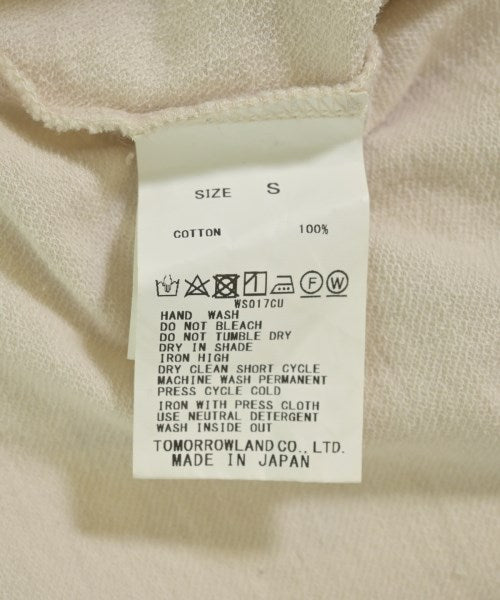 SIZE S
COTTON 100%
F W
WS017CU
HAND WASH
DO NOT BLEACH
DO NOT TUMBLE DRY
DRY IN SHADE
IRON HIGH
DRY CLEAN SHORT CYCLE
MACHINE WASH PERMANENT
PRESS CYCLE COLD
IRON WITH PRESS CLOTH
USE NEUTRAL DETERGENT
WASH INSIDE OUT
TOMORROWLAND CO., LTD.
MADE IN JAPAN